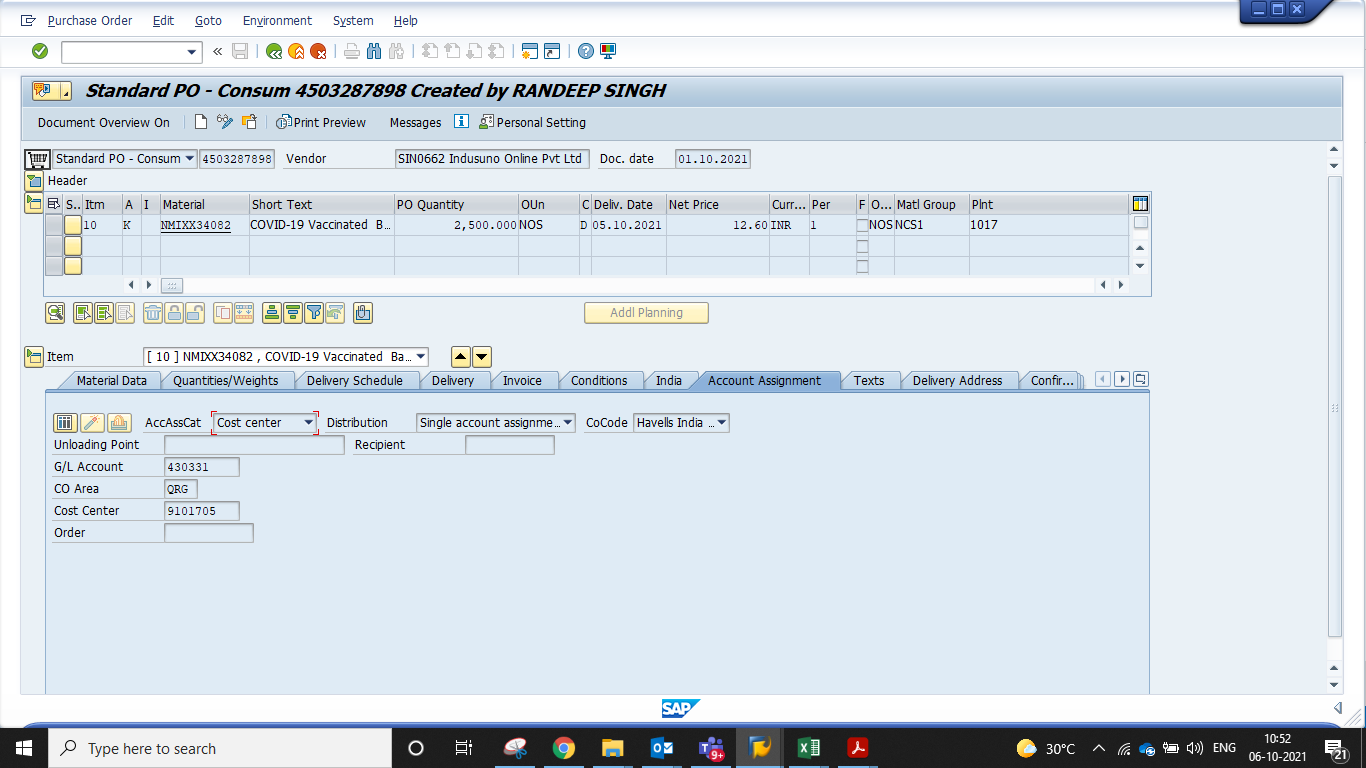 Purchase Order Edit Goto Environment System Help
Standard PO - Consum 4503287898 Created by RANDEEP SINGH
Document Overview On Print Preview Messages Personal Setting
Standard PO - Consum 4503287898 Vendor SIN0662 Indusuno Online Pvt Ltd Doc. date 01.10.2021
Header
S.. Itm A I Material Short Text PO Quantity OUn C Deliv. Date Net Price Curr... Per F O... Matl Group Plnt
10 K NMIXX34082 COVID-19 Vaccinated B... 2,500.000 NOS D 05.10.2021 12.60 INR 1 NOS NCS1 1017
Addl Planning
Item [ 10 ] NMIXX34082 , COVID-19 Vaccinated Ba...
Material Data Quantities/Weights Delivery Schedule Delivery Invoice Conditions India Account Assignment Texts Delivery Address Confir...
AccAssCat Cost center Distribution Single account assignme... CoCode Havells India ...
Unloading Point Recipient
G/L Account 430331
CO Area QRG
Cost Center 9101705
Order
SAP
Type here to search 9+ 30°C ENG 10:52
06-10-2021 21